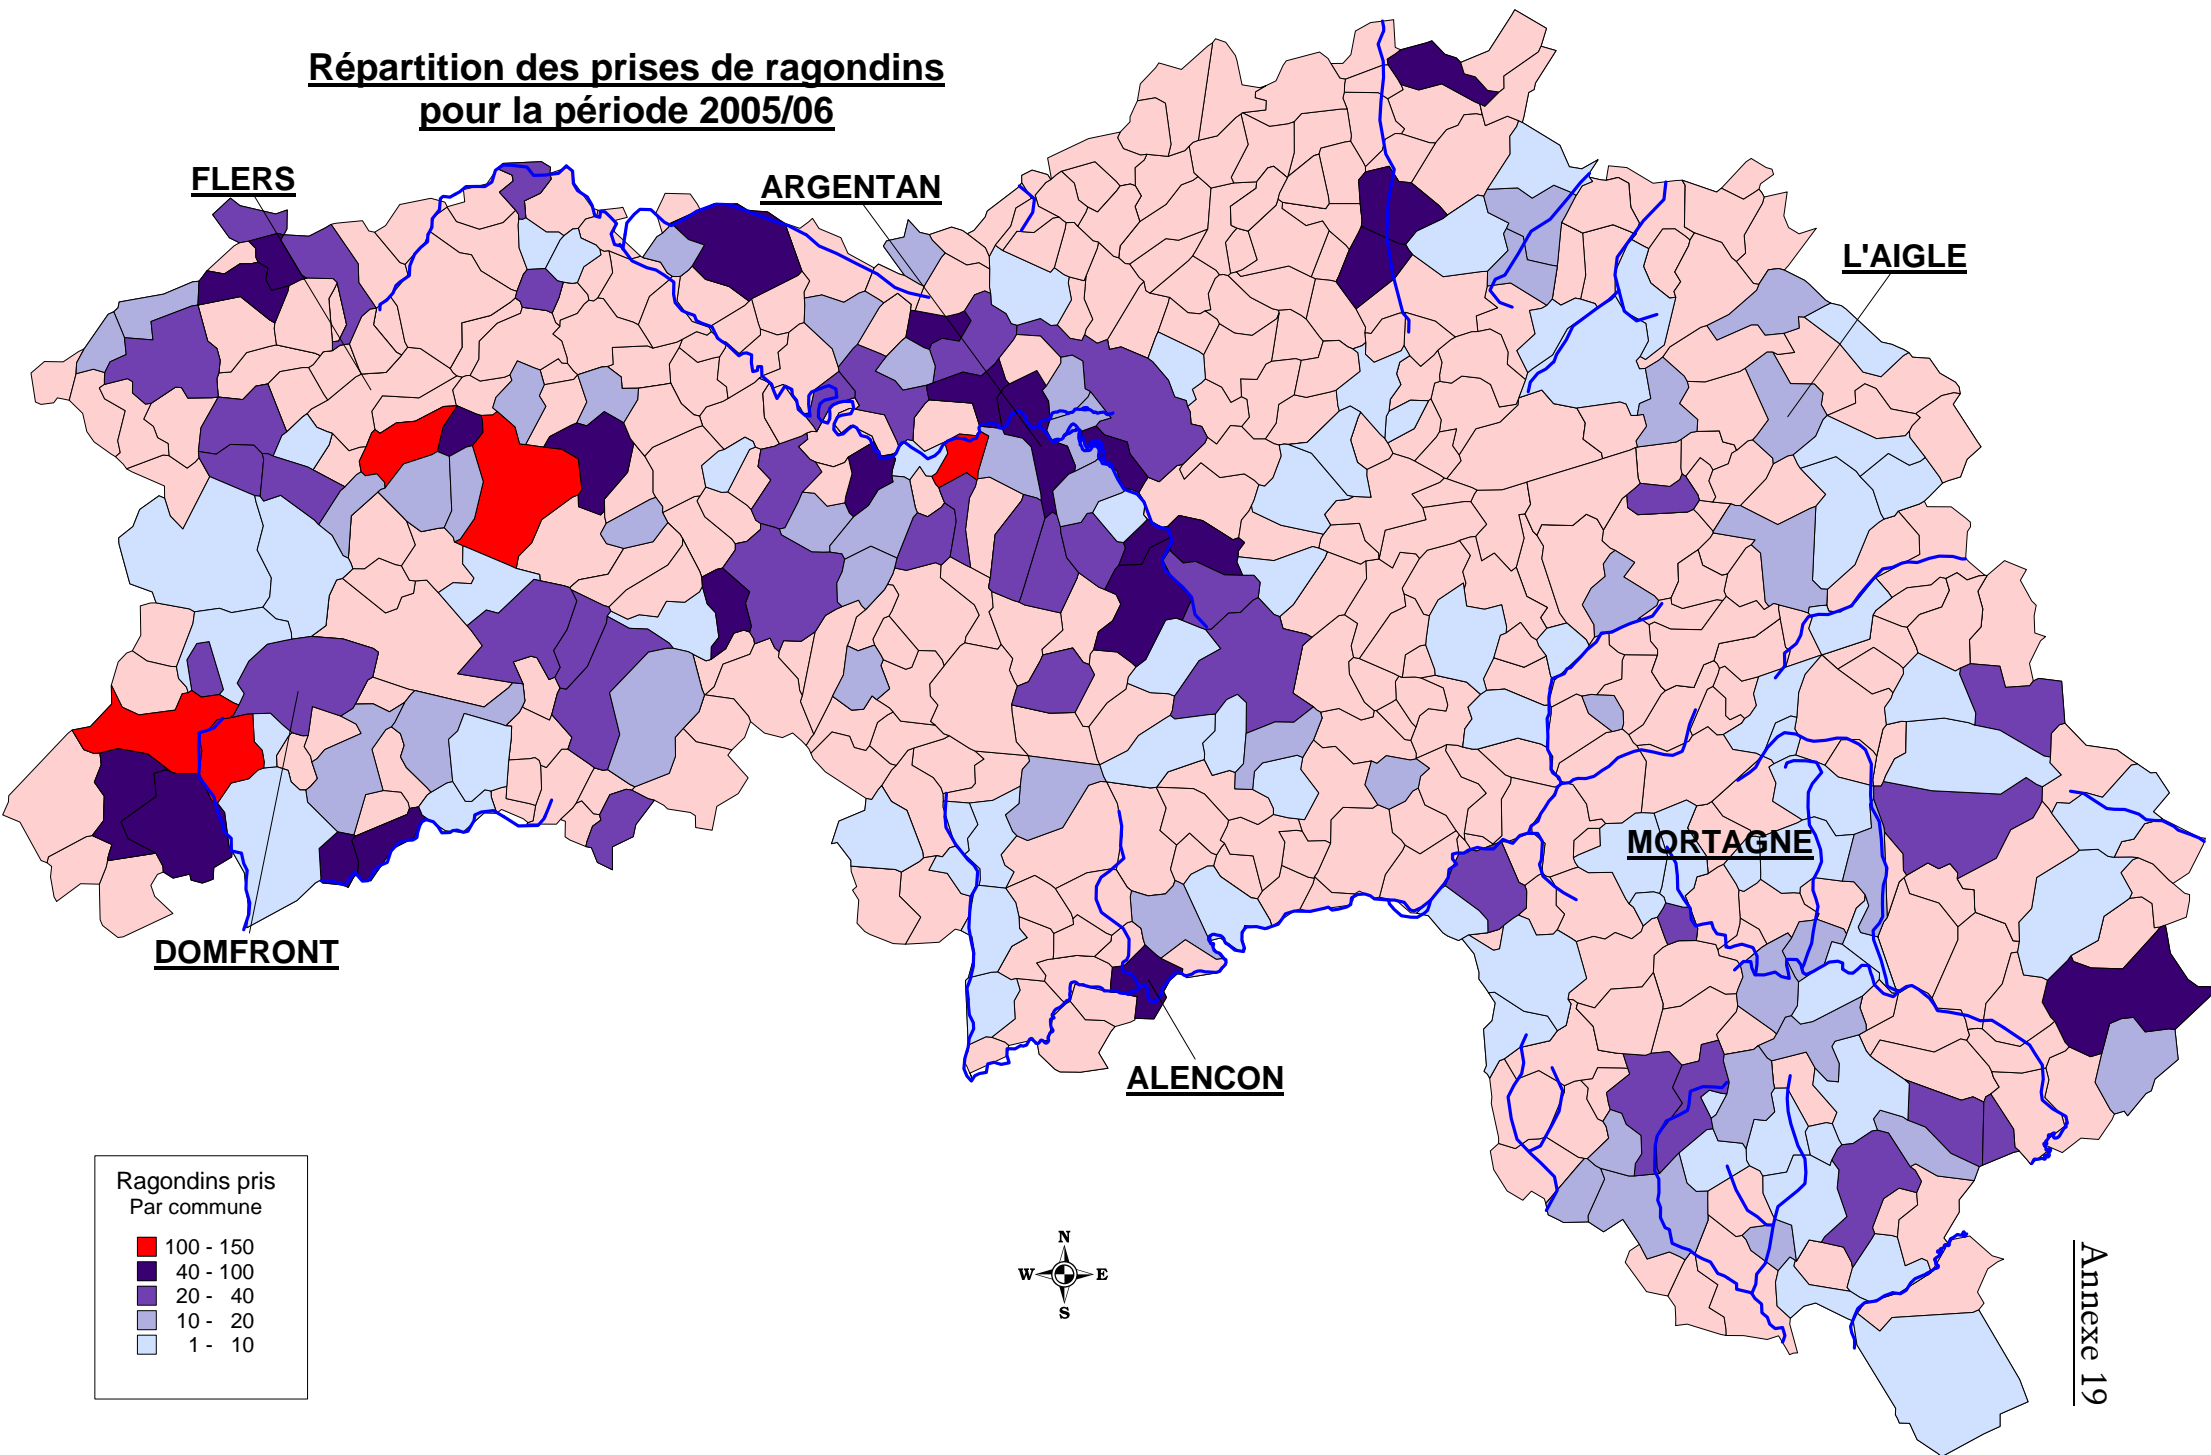 Répartition des prises de ragondins
pour la période 2005/06
FLERS
ARGENTAN
L'AIGLE
MORTAGNE
DOMFRONT
ALENCON
Ragondins pris
Par commune
100 - 150
40 - 100
20 - 40
10 - 20
1 - 10
N
W E
S
Annexe 19